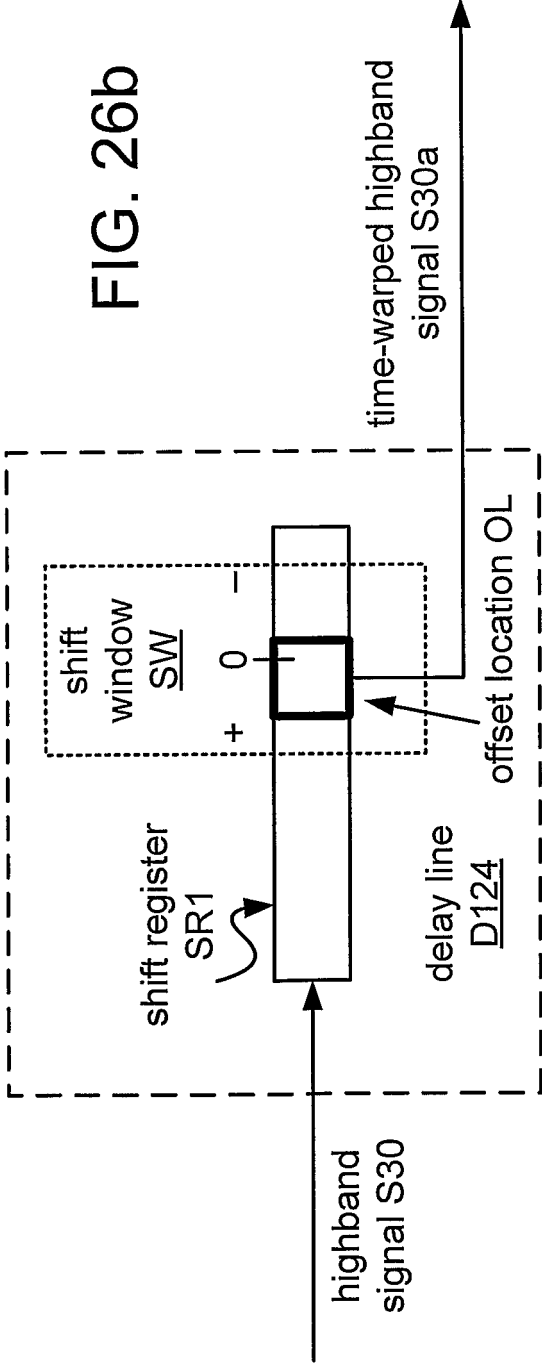 FIG. 26b
shift
window
SW
+
0
−
shift register
SR1
highband
signal S30
delay line
D124
offset location OL
time-warped highband
signal S30a